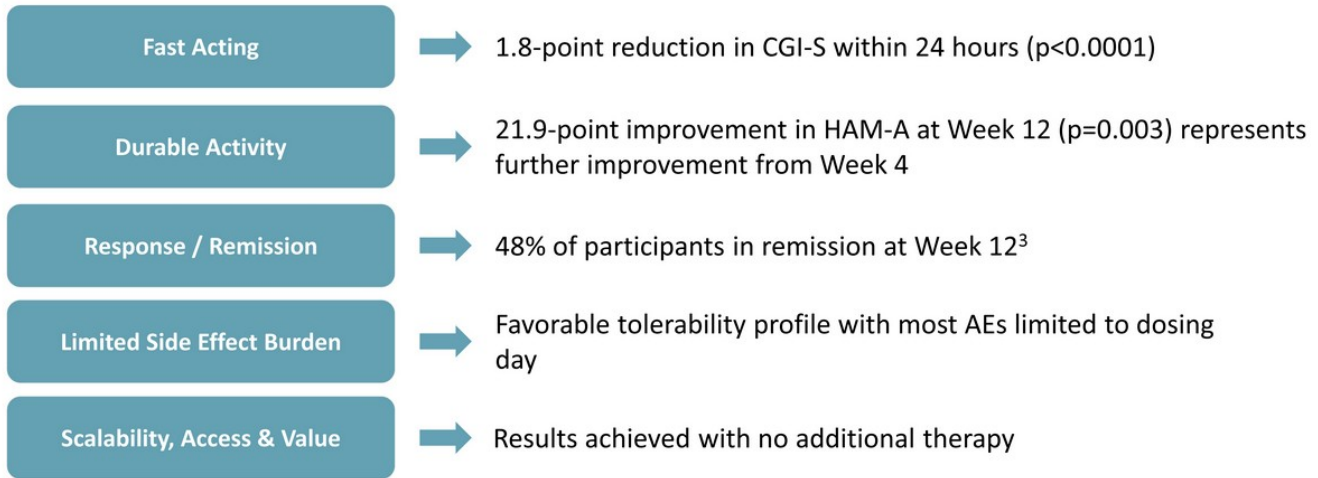 Fast Acting
1.8-point reduction in CGI-S within 24 hours (p<0.0001)
Durable Activity
21.9-point improvement in HAM-A at Week 12 (p=0.003) represents
further improvement from Week 4
Response / Remission
48% of participants in remission at Week 12³
Limited Side Effect Burden
Favorable tolerability profile with most AEs limited to dosing
day
Scalability, Access & Value
Results achieved with no additional therapy